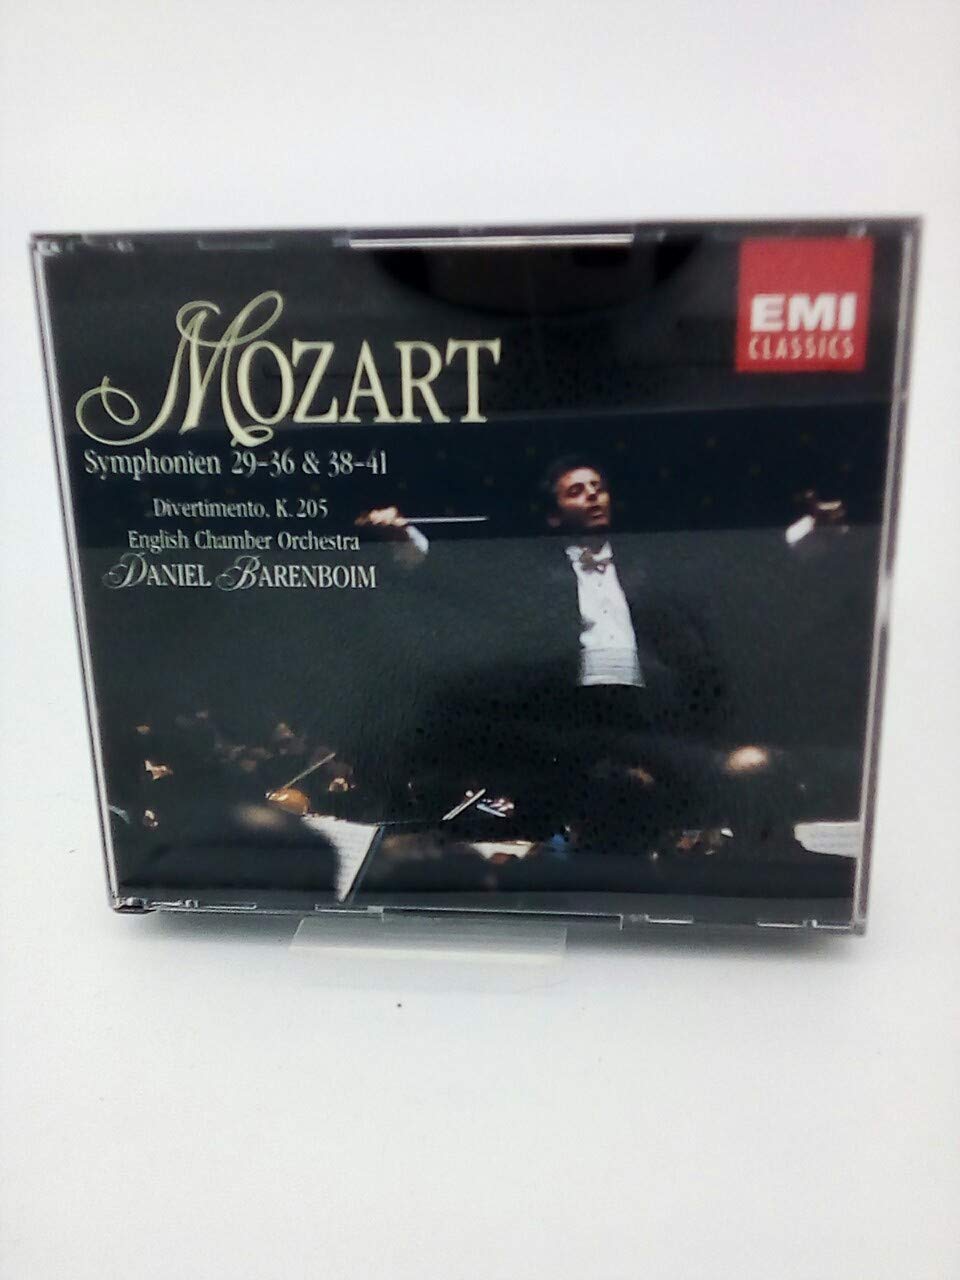 MOZART
Symphonien 29-36 & 38-41
Divertimento, K. 205
English Chamber Orchestra
DANIEL BARENBOIM
EMI
CLASSICS